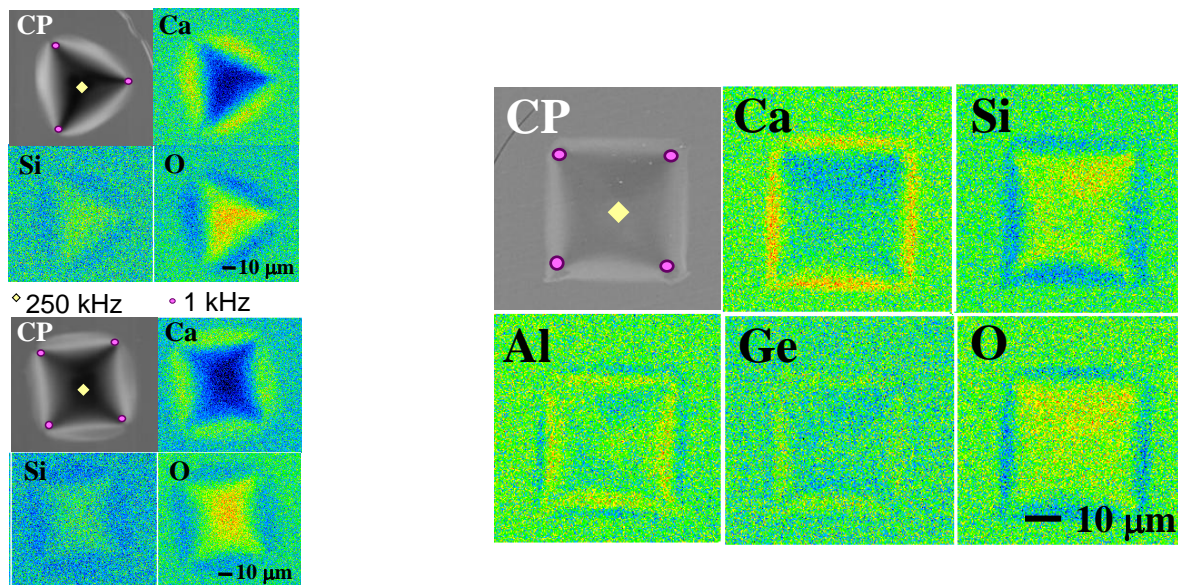 CP Ca
Si O
10 μm
250 kHz 1 kHz
CP Ca
Si O
10 μm
CP Ca Si
Al Ge O
10 μm